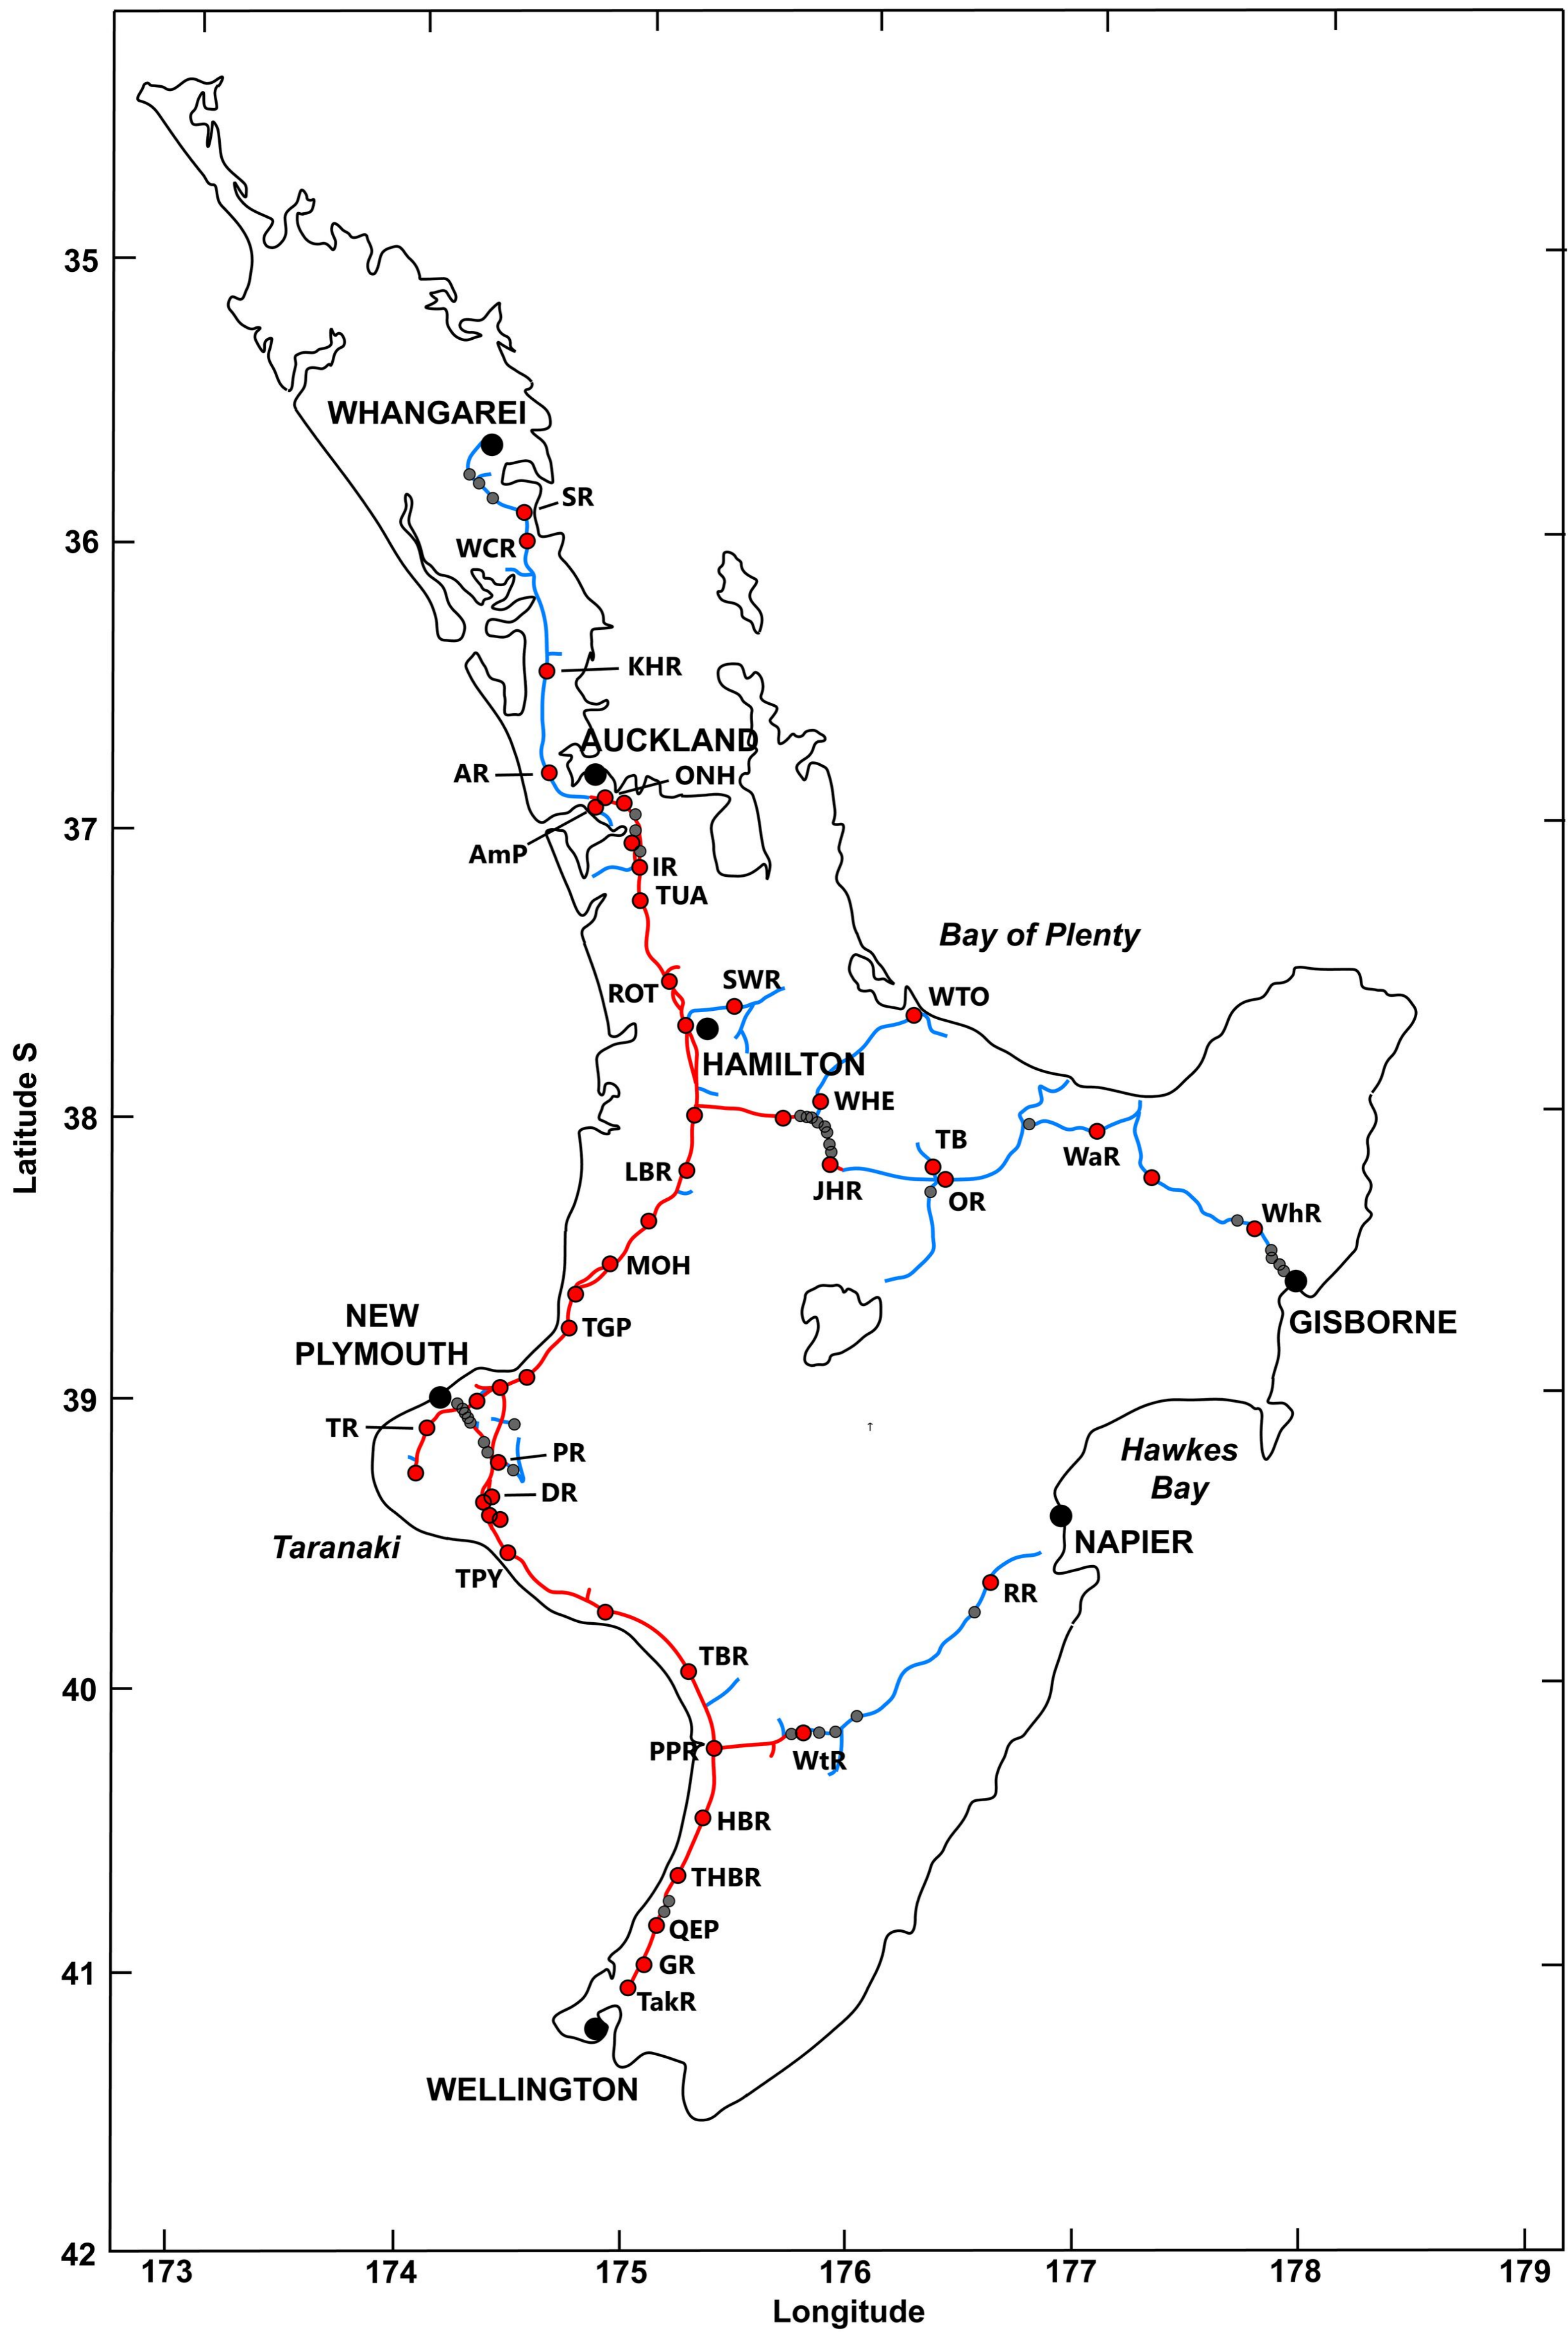 35
WHANGAREI
SR
36
WCR
KHR
AUCKLAND
AR
ONH
37
AmP
IR
TUA
Bay of Plenty
ROT
SWR
WTO
HAMILTON
Latitude S
38
WHE
TB
WaR
LBR
JHR
OR
WhR
MOH
NEW
PLYMOUTH
TGP
GISBORNE
39
TR
↑
PR
Hawkes
Bay
DR
Taranaki
NAPIER
TPY
RR
TBR
40
PPR
WtR
HBR
THBR
QEP
41
GR
TakR
WELLINGTON
42
173 174 175 176 177 178 179
Longitude